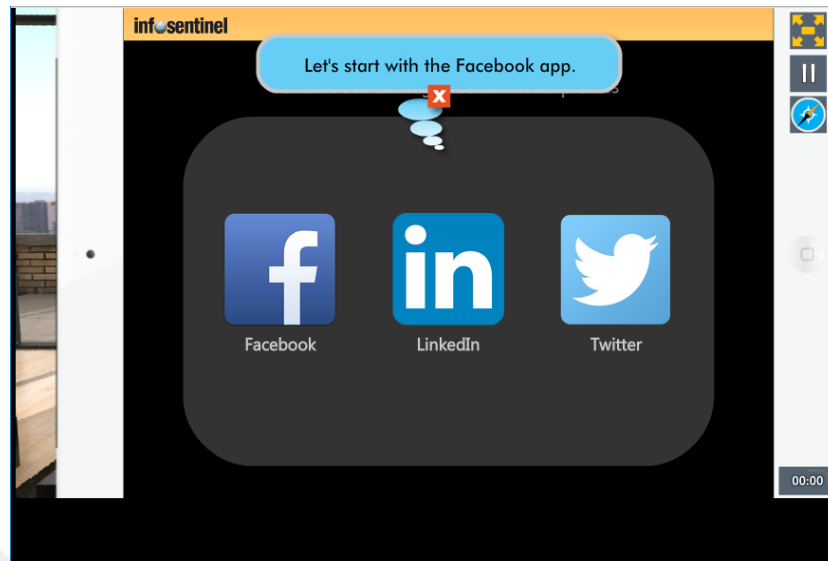 infosentinel
Let's start with the Facebook app.
X
f
in
Facebook
LinkedIn
Twitter
00:00